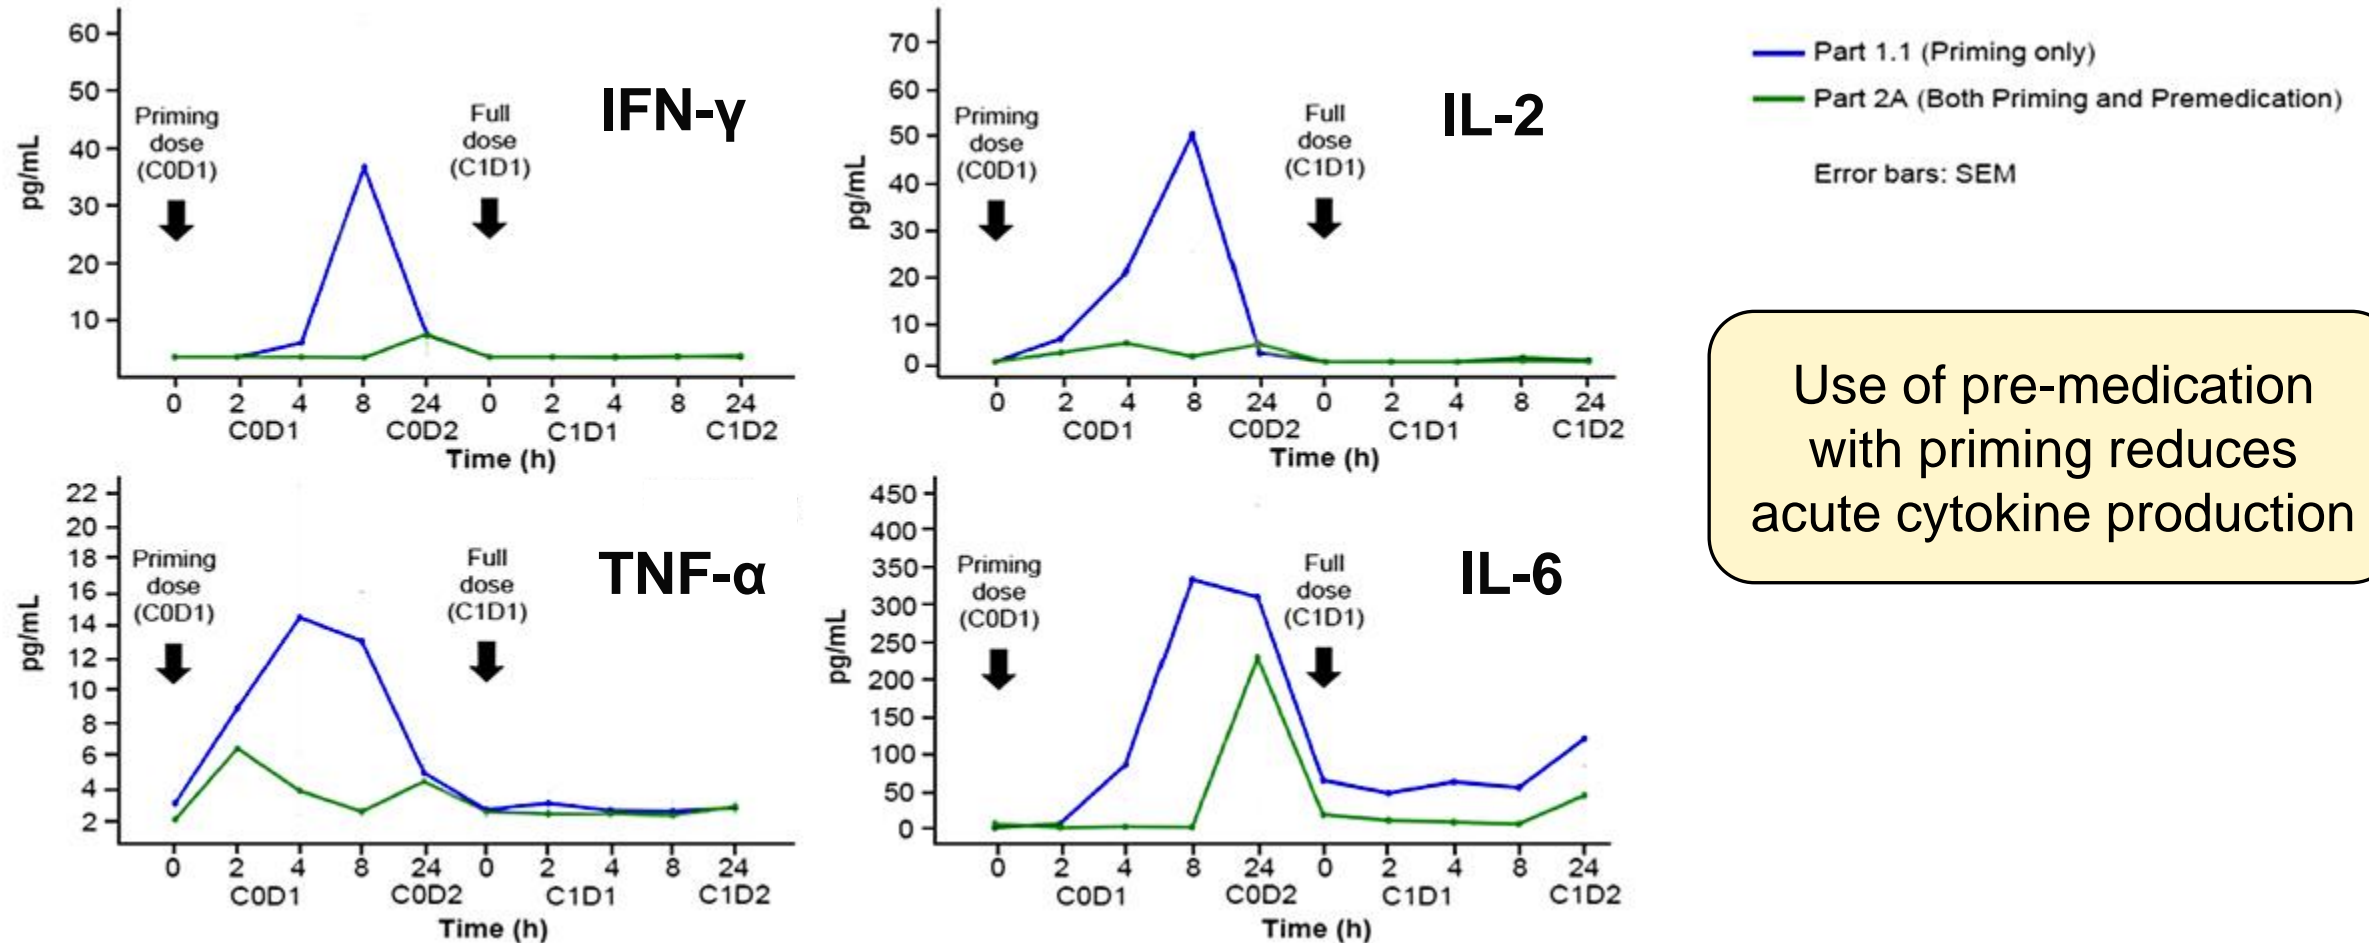 IFN-γ
60
50
40
30
20
10
pg/mL
Priming
dose
(C0D1)
Full
dose
(C1D1)
0 2 4 8 24 0 2 4 8 24
C0D1 C0D2 C1D1 C1D2
Time (h)
IL-2
70
60
50
40
30
20
10
0
pg/mL
Priming
dose
(C0D1)
Full
dose
(C1D1)
0 2 4 8 24 0 2 4 8 24
C0D1 C0D2 C1D1 C1D2
Time (h)
Part 1.1 (Priming only)
Part 2A (Both Priming and Premedication)
Error bars: SEM
Use of pre-medication
with priming reduces
acute cytokine production
TNF-α
22
20
18
16
14
12
10
8
6
4
2
pg/mL
Priming
dose
(C0D1)
Full
dose
(C1D1)
0 2 4 8 24 0 2 4 8 24
C0D1 C0D2 C1D1 C1D2
Time (h)
IL-6
450
400
350
300
250
200
150
100
50
0
pg/mL
Priming
dose
(C0D1)
Full
dose
(C1D1)
0 2 4 8 24 0 2 4 8 24
C0D1 C0D2 C1D1 C1D2
Time (h)